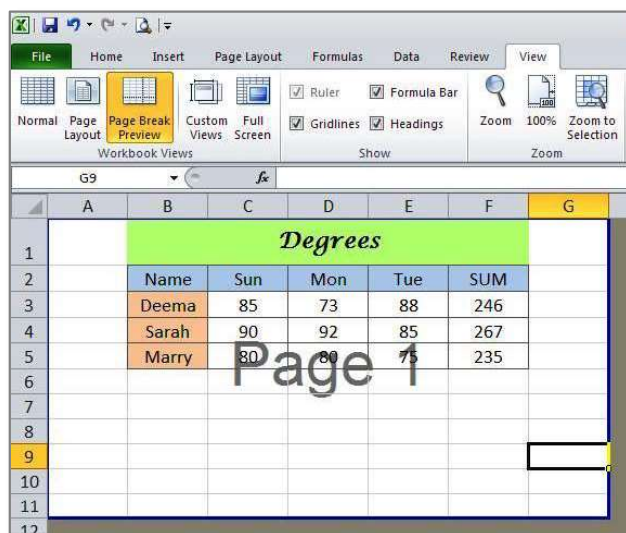 File Home Insert Page Layout Formulas Data Review View
Normal Page Layout Page Break Preview Custom Views Full Screen Ruler Formula Bar Zoom 100% Zoom to Selection
Gridlines Headings
Workbook Views Show Zoom
G9 fx
A B C D E F G
1 Degrees
2 Name Sun Mon Tue SUM
3 Deema 85 73 88 246
4 Sarah 90 92 85 267
5 Marry 80 80 75 235
Page 1
6
7
8
9
10
11
12